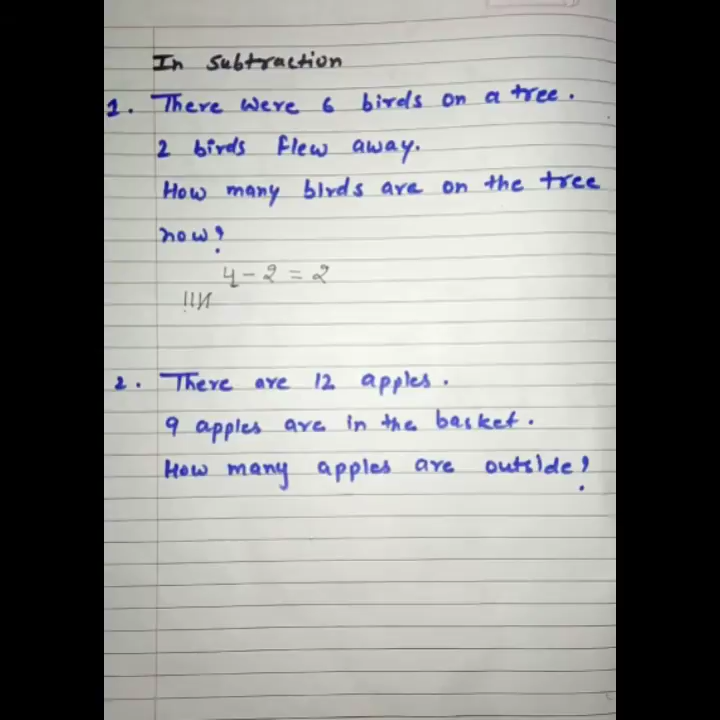 In Subtraction
1. There were 6 birds on a tree.
2 birds flew away.
How many birds are on the tree
now?
4 - 2 = 2
2. There are 12 apples.
9 apples are in the basket.
How many apples are outside?